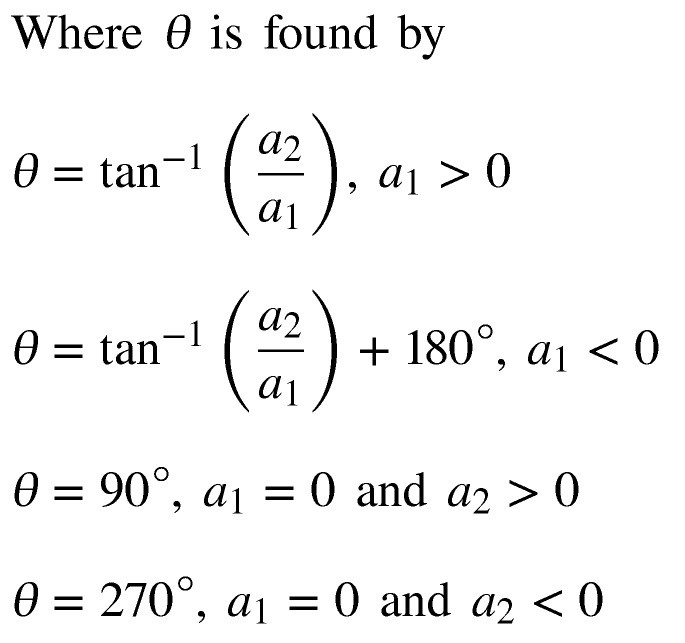 Where θ is found by
θ = tan⁻¹ (a₂/a₁), a₁ > 0
θ = tan⁻¹ (a₂/a₁) + 180°, a₁ < 0
θ = 90°, a₁ = 0 and a₂ > 0
θ = 270°, a₁ = 0 and a₂ < 0